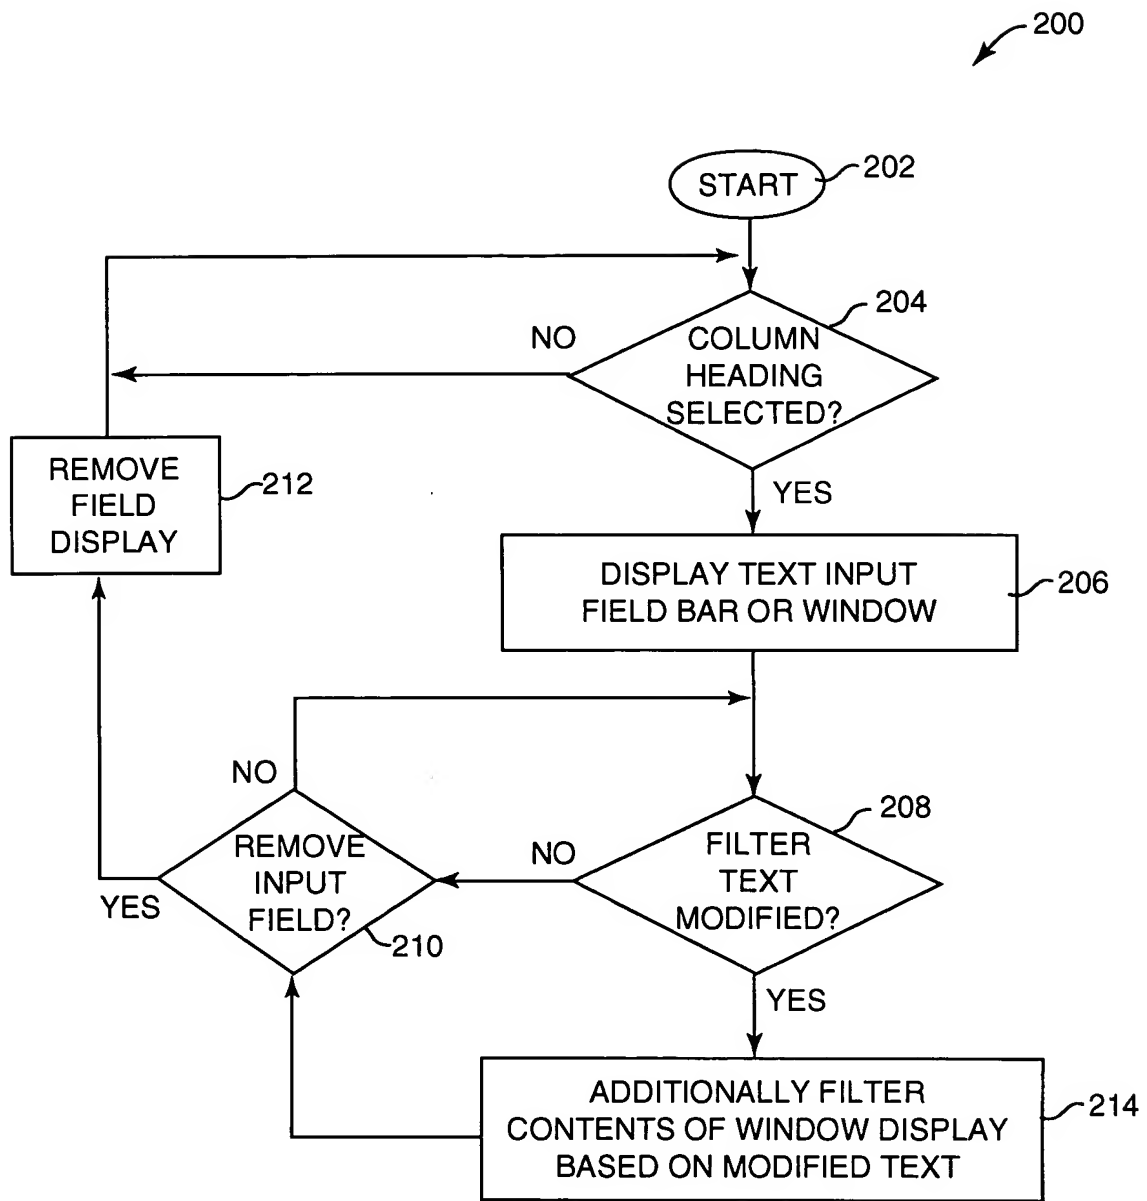 200
START
202
204
NO
COLUMN
HEADING
SELECTED?
REMOVE
FIELD
DISPLAY
212
YES
DISPLAY TEXT INPUT
FIELD BAR OR WINDOW
206
NO
208
REMOVE
INPUT
FIELD?
NO
FILTER
TEXT
MODIFIED?
YES
210
YES
ADDITIONALLY FILTER
CONTENTS OF WINDOW DISPLAY
BASED ON MODIFIED TEXT
214